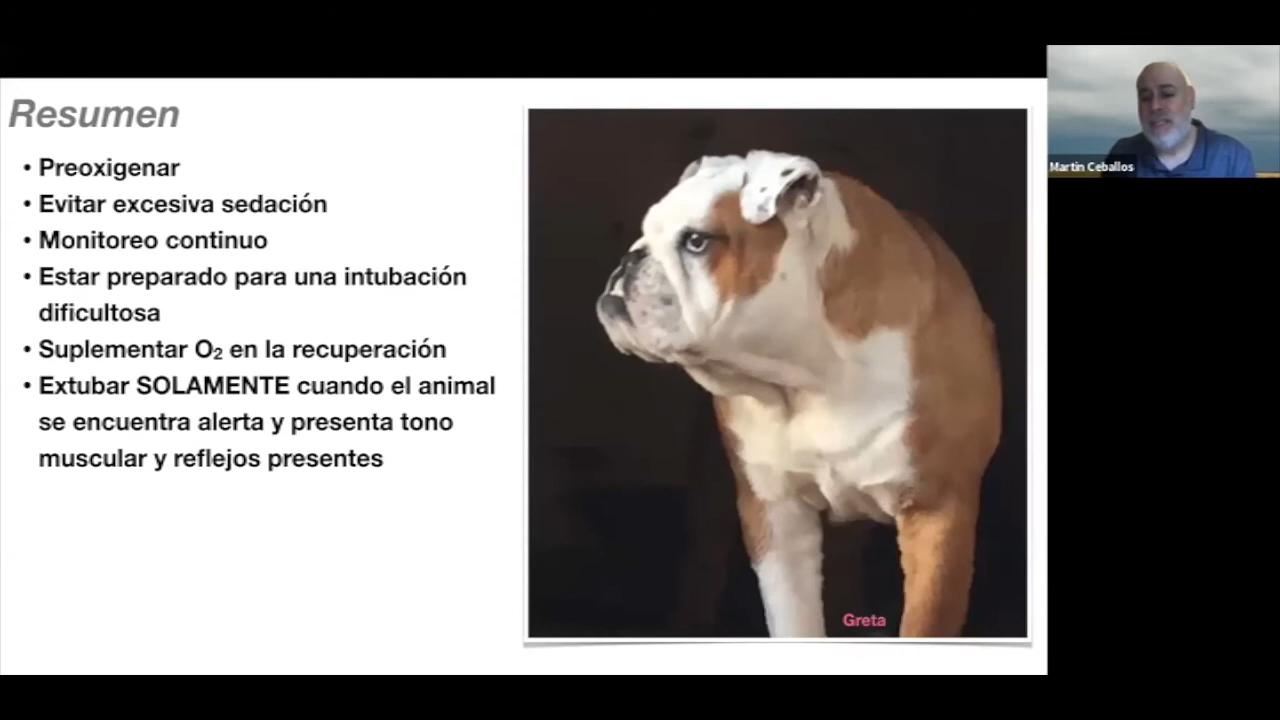 Resumen
• Preoxigenar
• Evitar excesiva sedación
• Monitoreo continuo
• Estar preparado para una intubación
dificultosa
• Suplementar O₂ en la recuperación
• Extubar SOLAMENTE cuando el animal
se encuentra alerta y presenta tono
muscular y reflejos presentes
Greta
Martin Ceballos